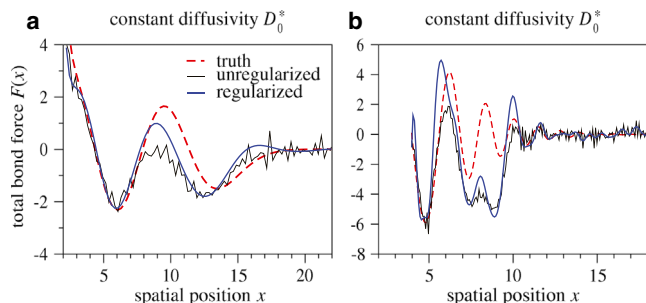 a constant diffusivity D₀*
b constant diffusivity D₀*
total bond force F(x)
4
2
0
-2
-4
5 10 15 20
spatial position x
truth
unregularized
regularized
6
4
2
0
-2
-4
-6
-8
5 10 15
spatial position x